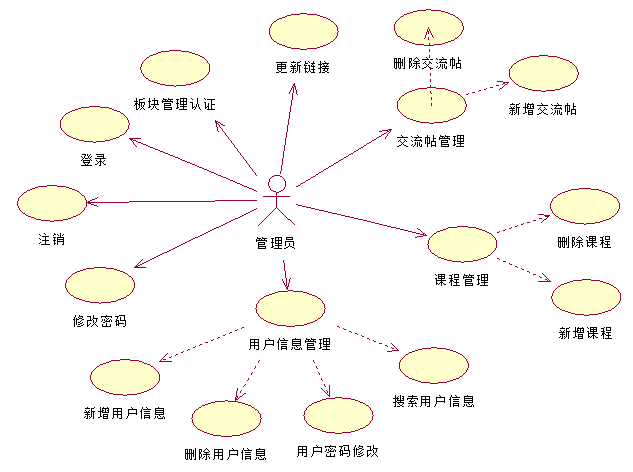 更新链接
删除交流帖
板块管理认证
新增交流帖
交流帖管理
登录
注销
管理员
删除课程
课程管理
修改密码
新增课程
用户信息管理
搜索用户信息
新增用户信息
删除用户信息
用户密码修改